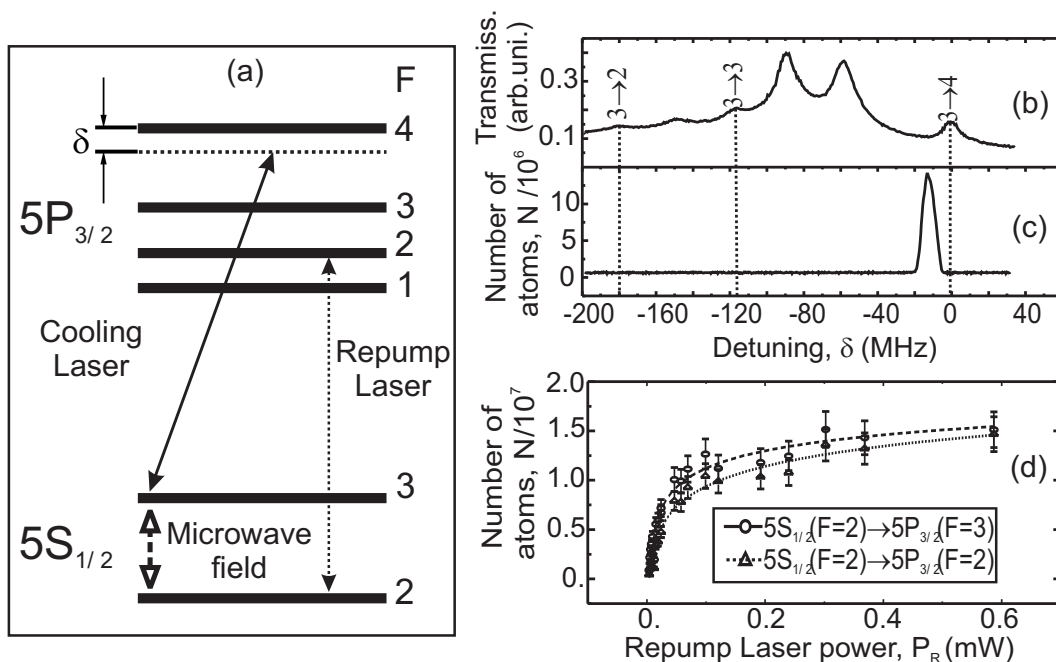 (a)
F
4
δ
3
5P3/2
2
1
Cooling
Laser
Repump
Laser
3
5S1/2
Microwave
field
2
Transmiss.
(arb.uni.)
0.3
0.1
3→2
3→3
3→4
(b)
Number of
atoms, N /10^6
10
5
0
(c)
-200 -160 -120 -80 -40 0 40
Detuning, δ (MHz)
Number of
atoms, N/10^7
2.0
1.5
1.0
0.5
0.
(d)
5S1/2(F=2)→5P3/2(F=3)
5S1/2(F=2)→5P3/2(F=2)
0. 0.2 0.4 0.6
Repump Laser power, PR(mW)